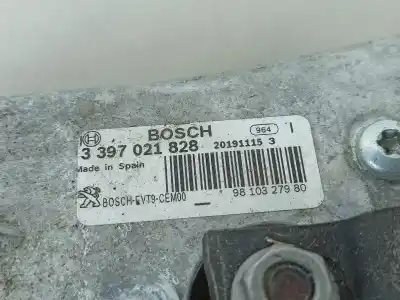 BOSCH 964 I
3 397 021 828 20191115 3
Made in Spain
BOSCH-EVT9-CEM00
98 103 279 80